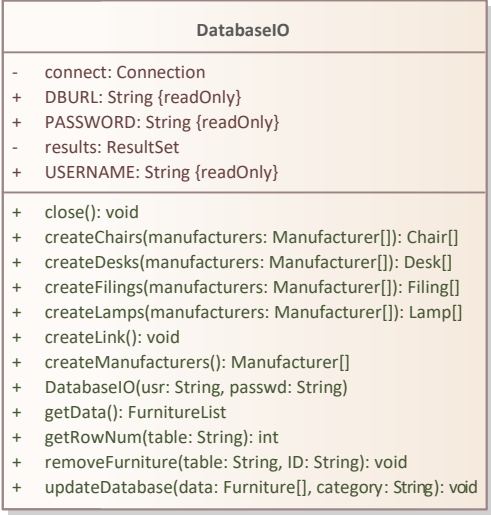 DatabaseIO
- connect: Connection
+ DBURL: String {readOnly}
+ PASSWORD: String {readOnly}
- results: ResultSet
+ USERNAME: String {readOnly}
+ close(): void
+ createChairs(manufacturers: Manufacturer[]): Chair[]
+ createDesks(manufacturers: Manufacturer[]): Desk[]
+ createFilings(manufacturers: Manufacturer[]): Filing[]
+ createLamps(manufacturers: Manufacturer[]): Lamp[]
+ createLink(): void
+ createManufacturers(): Manufacturer[]
+ DatabaseIO(usr: String, passwd: String)
+ getData(): FurnitureList
+ getRowNum(table: String): int
+ removeFurniture(table: String, ID: String): void
+ updateDatabase(data: Furniture[], category: String): void